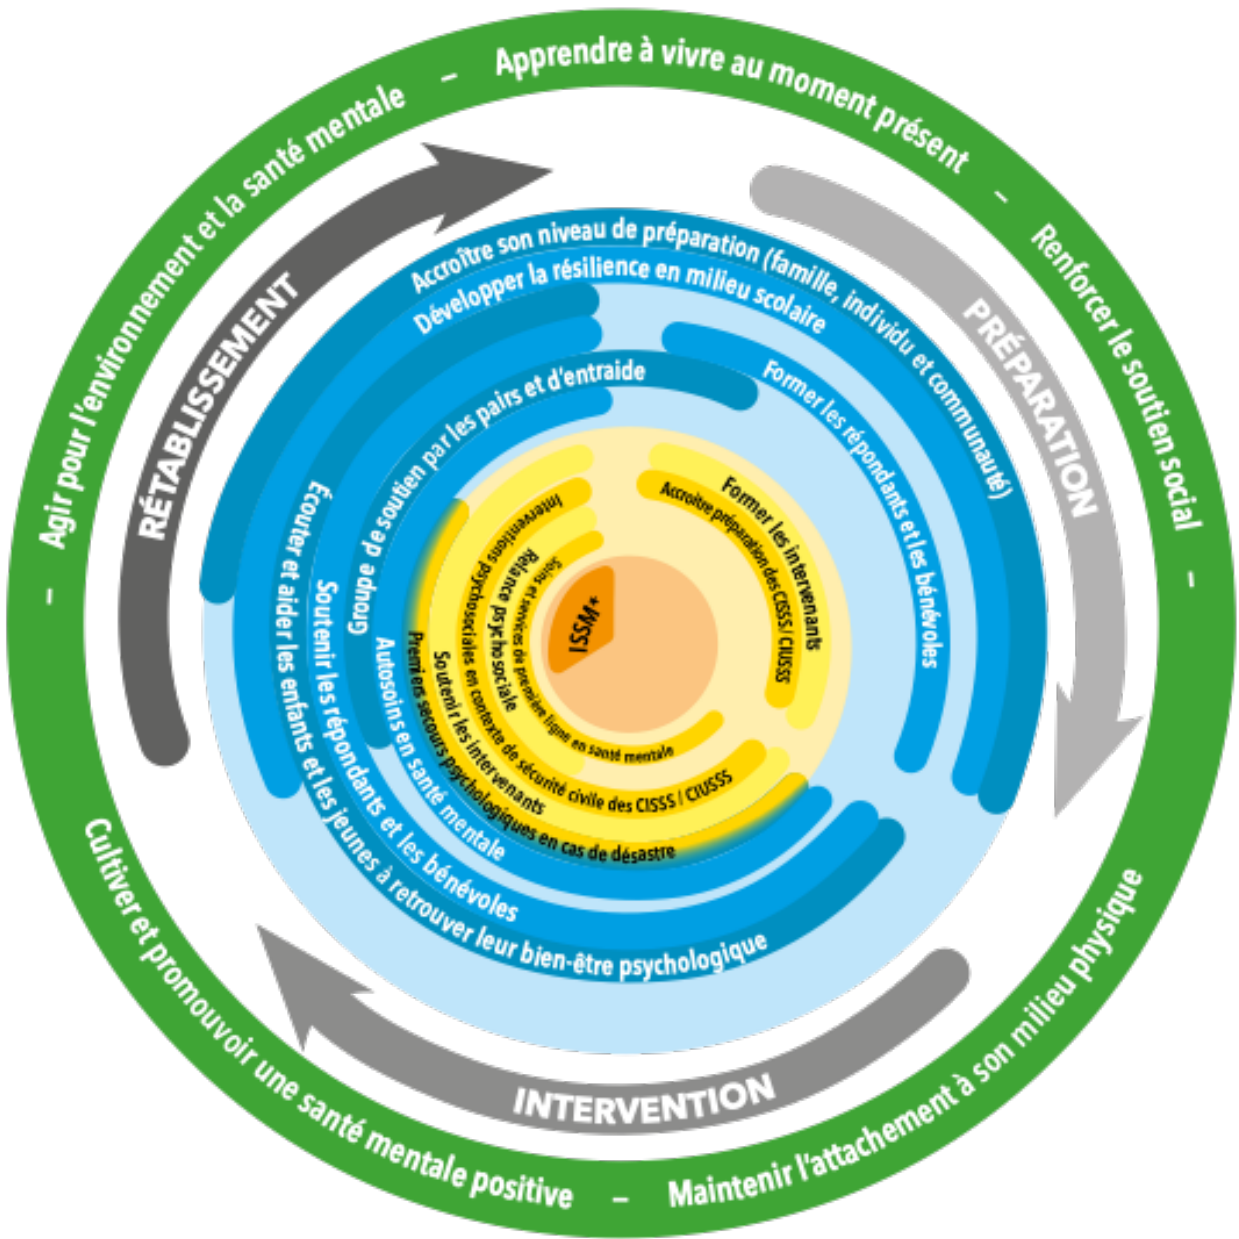 Apprendre à vivre au moment présent
–
Renforcer le soutien social
–
Maintenir l'attachement à son milieu physique
–
Cultiver et promouvoir une santé mentale positive
–
Agir pour l'environnement et la santé mentale
–
PRÉPARATION
INTERVENTION
RÉTABLISSEMENT
Accroître son niveau de préparation (famille, individu et communauté)
Développer la résilience en milieu scolaire
Former les répondants et les bénévoles
Écouter et aider les enfants et les jeunes à retrouver leur bien-être psychologique
Soutenir les répondants et les bénévoles
Groupe de soutien par les pairs et d'entraide
Autosoins en santé mentale
Premiers secours psychologiques en cas de désastre
Former les intervenants
Accroitre préparation des CISSS / CIUSSS
Soutenir les intervenants
Interventions psychosociales en contexte de sécurité civile des CISSS / CIUSSS
Relance psychosociale
Soins et services de première ligne en santé mentale
ISSM*